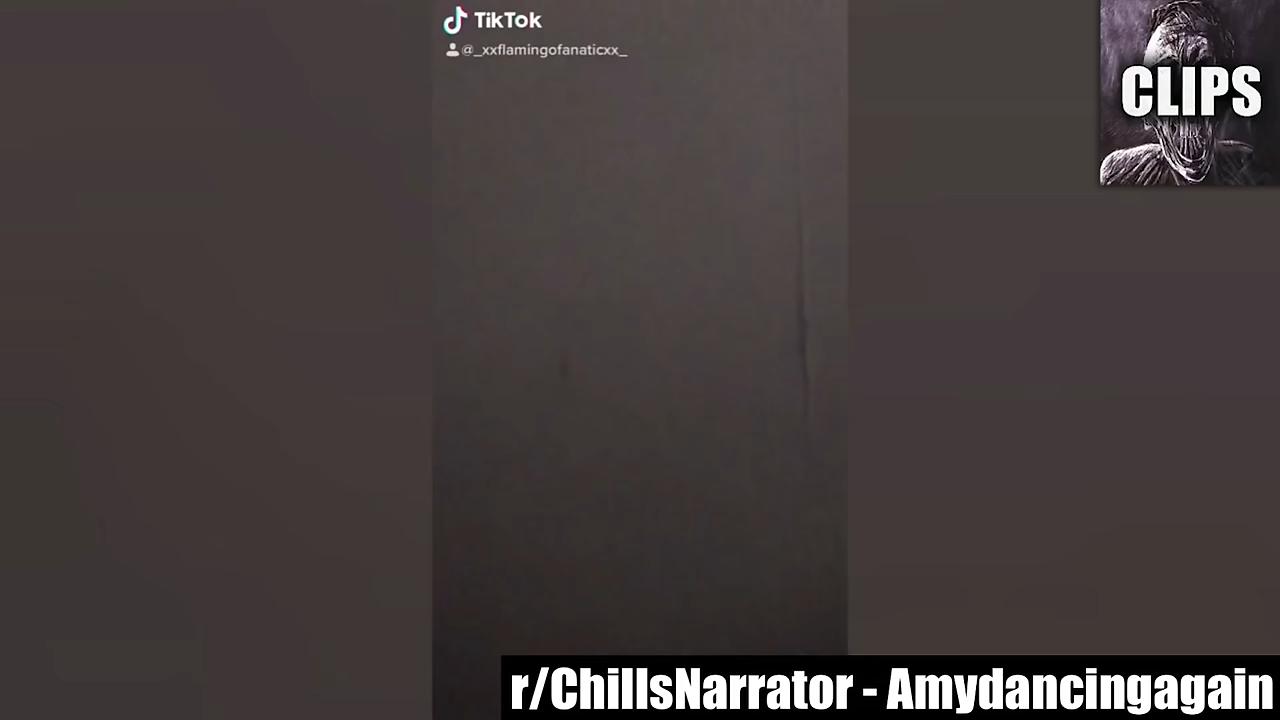 TikTok
@_xxflamingofanaticxx_
CLIPS
r/ChillsNarrator - Amydancingagain